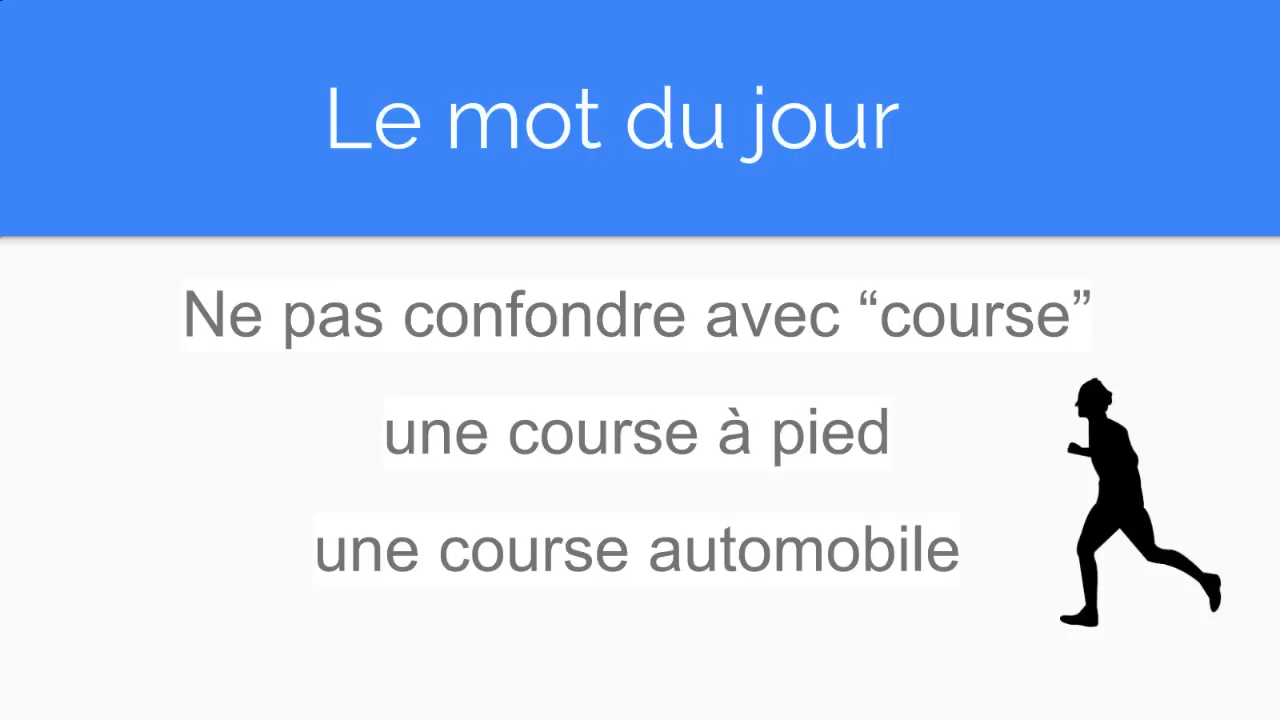 Le mot du jour
Ne pas confondre avec “course”
une course à pied
une course automobile